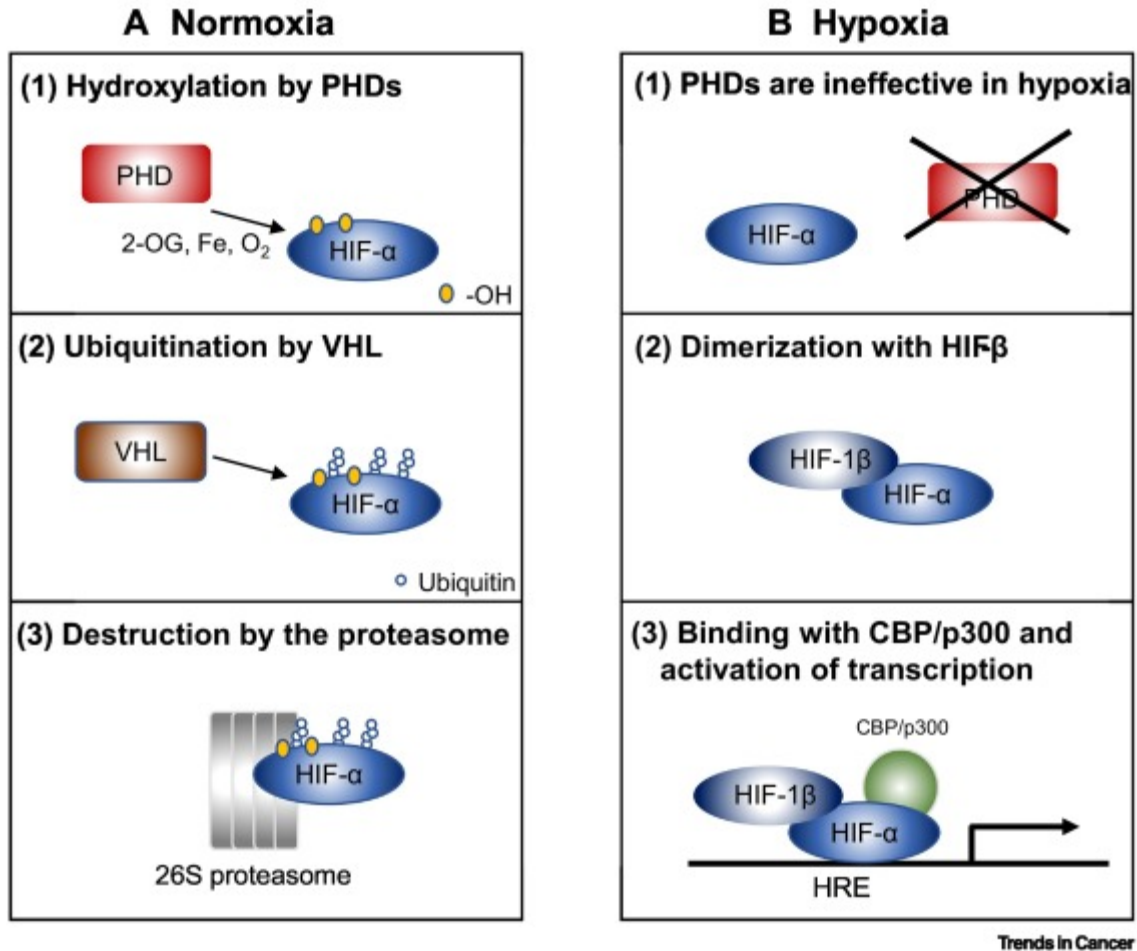 A Normoxia
(1) Hydroxylation by PHDs
PHD
2-OG, Fe, O₂
HIF-α
-OH
(2) Ubiquitination by VHL
VHL
HIF-α
Ubiquitin
(3) Destruction by the proteasome
HIF-α
26S proteasome
B Hypoxia
(1) PHDs are ineffective in hypoxia
PHD
HIF-α
(2) Dimerization with HIF-β
HIF-1β
HIF-α
(3) Binding with CBP/p300 and
activation of transcription
CBP/p300
HIF-1β
HIF-α
HRE
Trends in Cancer